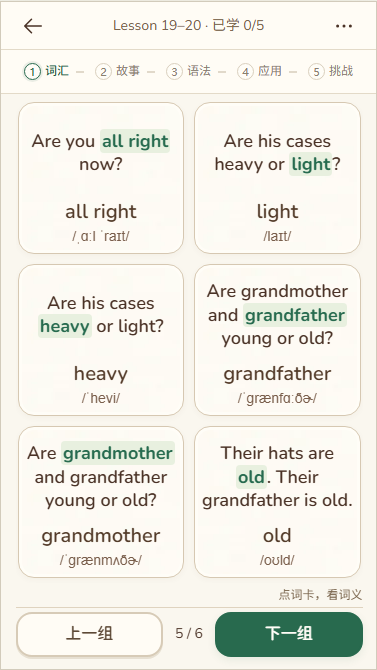 Lesson 19–20 · 已学 0/5
1 词汇 – 2 故事 – 3 语法 – 4 应用 – 5 挑战
Are you all right
now?
all right
/ˌɑːl ˈraɪt/
Are his cases
heavy or light?
light
/laɪt/
Are his cases
heavy or light?
heavy
/ˈhevi/
Are grandmother
and grandfather
young or old?
grandfather
/ˈɡrænfɑːðɚ/
Are grandmother
and grandfather
young or old?
grandmother
/ˈɡrænmʌðɚ/
Their hats are
old. Their
grandfather is old.
old
/oʊld/
点词卡，看词义
上一组
5 / 6
下一组